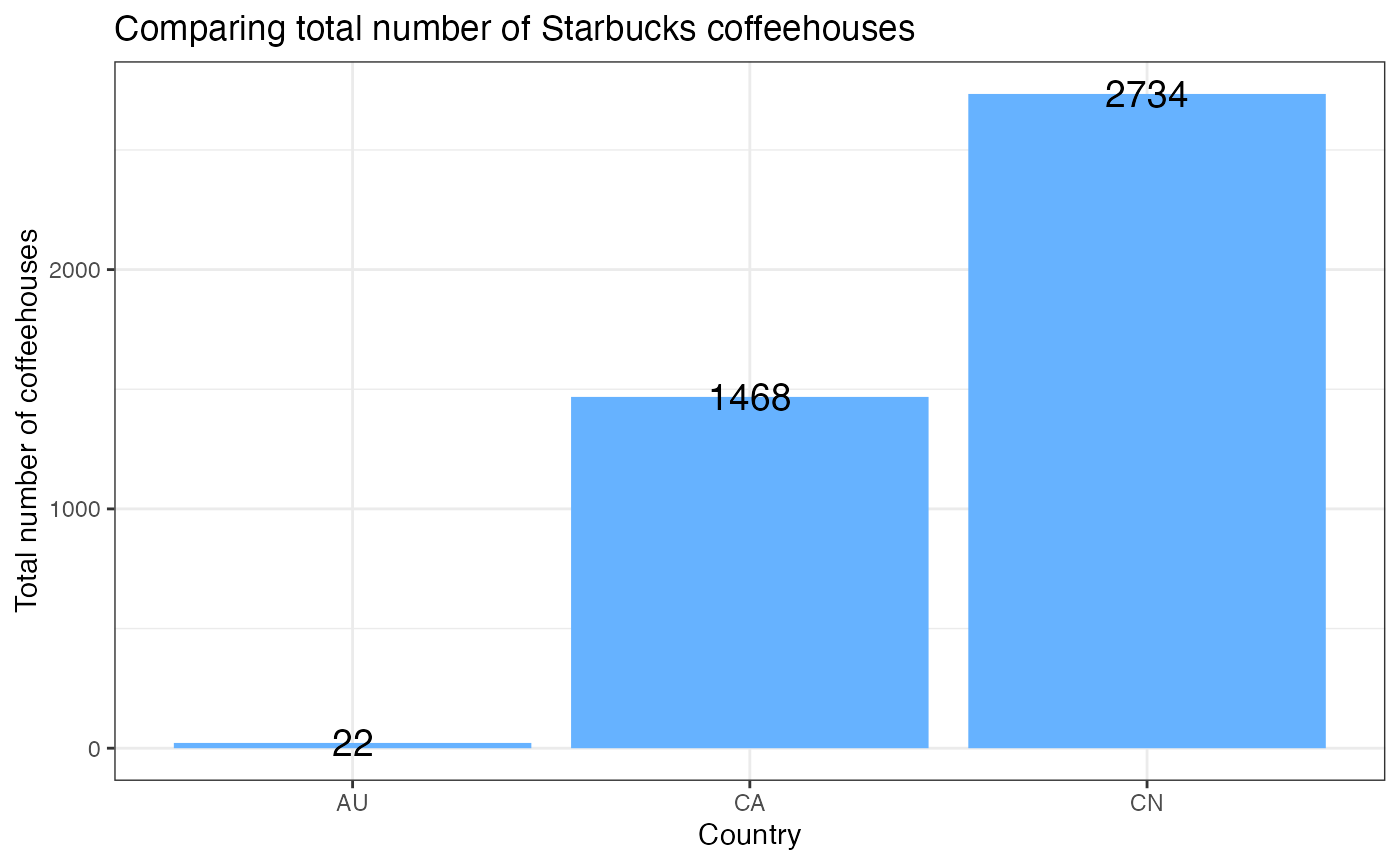 Comparing total number of Starbucks coffeehouses
Total number of coffeehouses
2000
1000
0
2734
1468
22
AU
CA
CN
Country